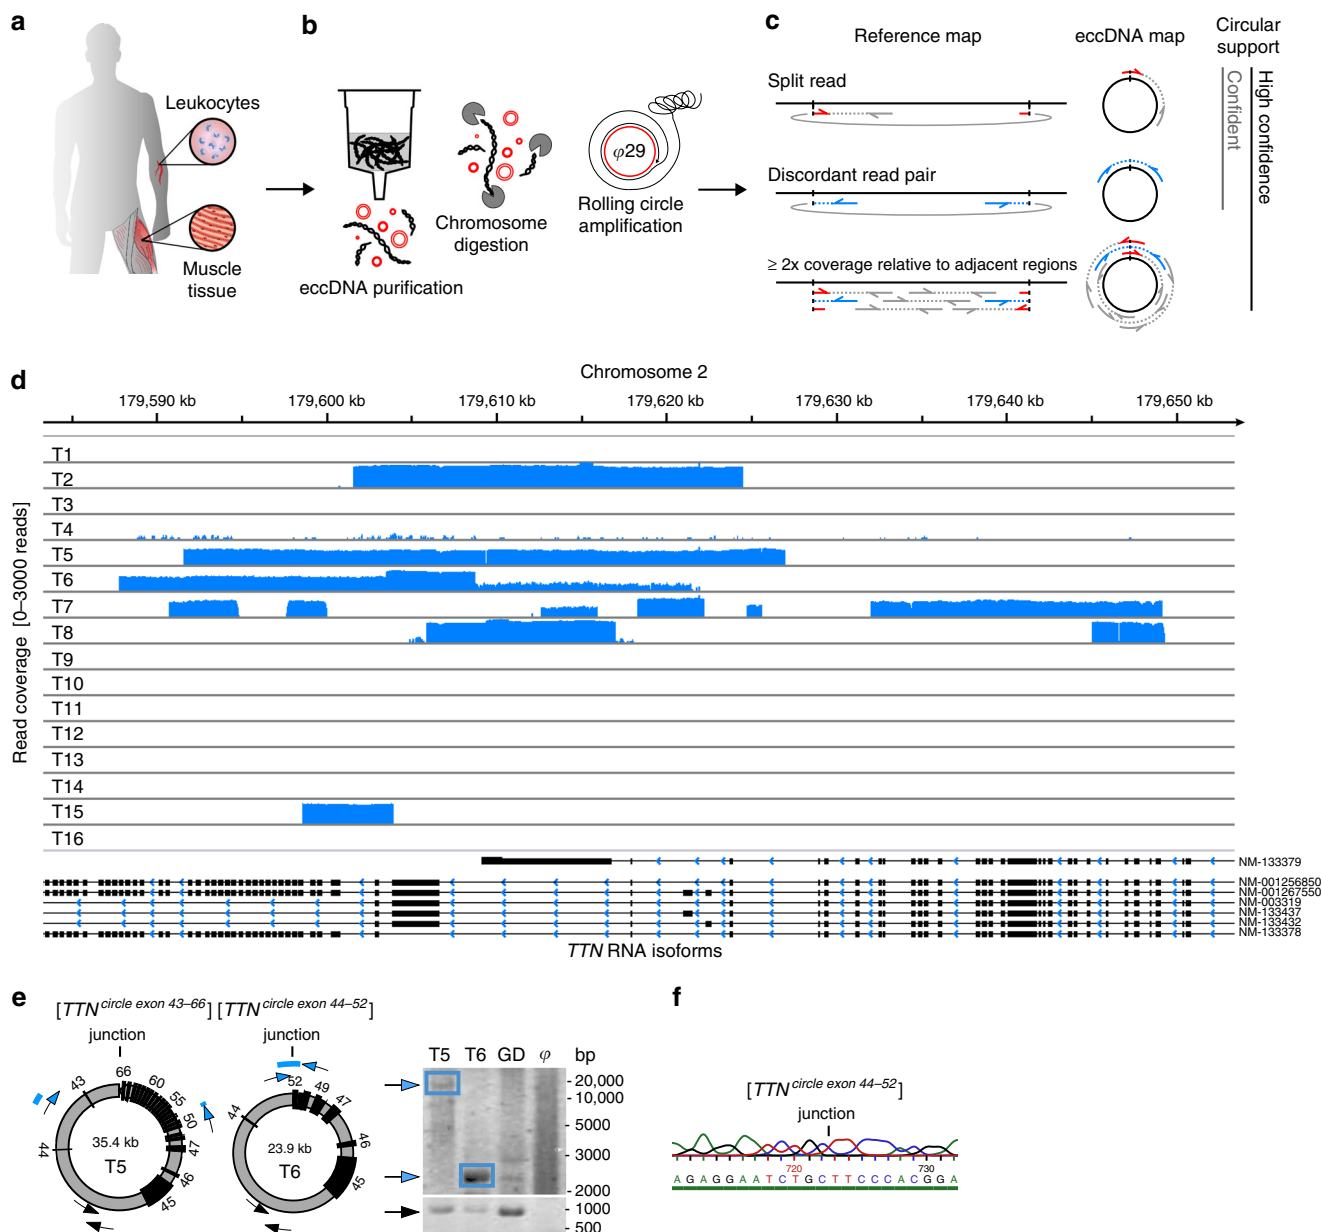 a
Leukocytes
Muscle
tissue
b
eccDNA purification
Chromosome
digestion
φ29
Rolling circle
amplification
c
Reference map
eccDNA map
Circular
support
Split read
Discordant read pair
≥ 2x coverage relative to adjacent regions
Confident
High confidence
d
Chromosome 2
179,590 kb
179,600 kb
179,610 kb
179,620 kb
179,630 kb
179,640 kb
179,650 kb
Read coverage [0–3000 reads]
T1
T2
T3
T4
T5
T6
T7
T8
T9
T10
T11
T12
T13
T14
T15
T16
NM-133379
NM-001256850
NM-001267550
NM-003319
NM-133437
NM-133432
NM-133378
TTN RNA isoforms
e
[TTN circle exon 43–66]
junction
66
60
55
50
47
46
45
44
43
35.4 kb
T5
[TTN circle exon 44–52]
junction
52
49
47
46
45
44
23.9 kb
T6
T5 T6 GD φ bp
20,000
10,000
5000
3000
2000
1000
500
f
[TTN circle exon 44–52]
junction
720 730
A G A G G A A T C T G C T T C C C A C G G A